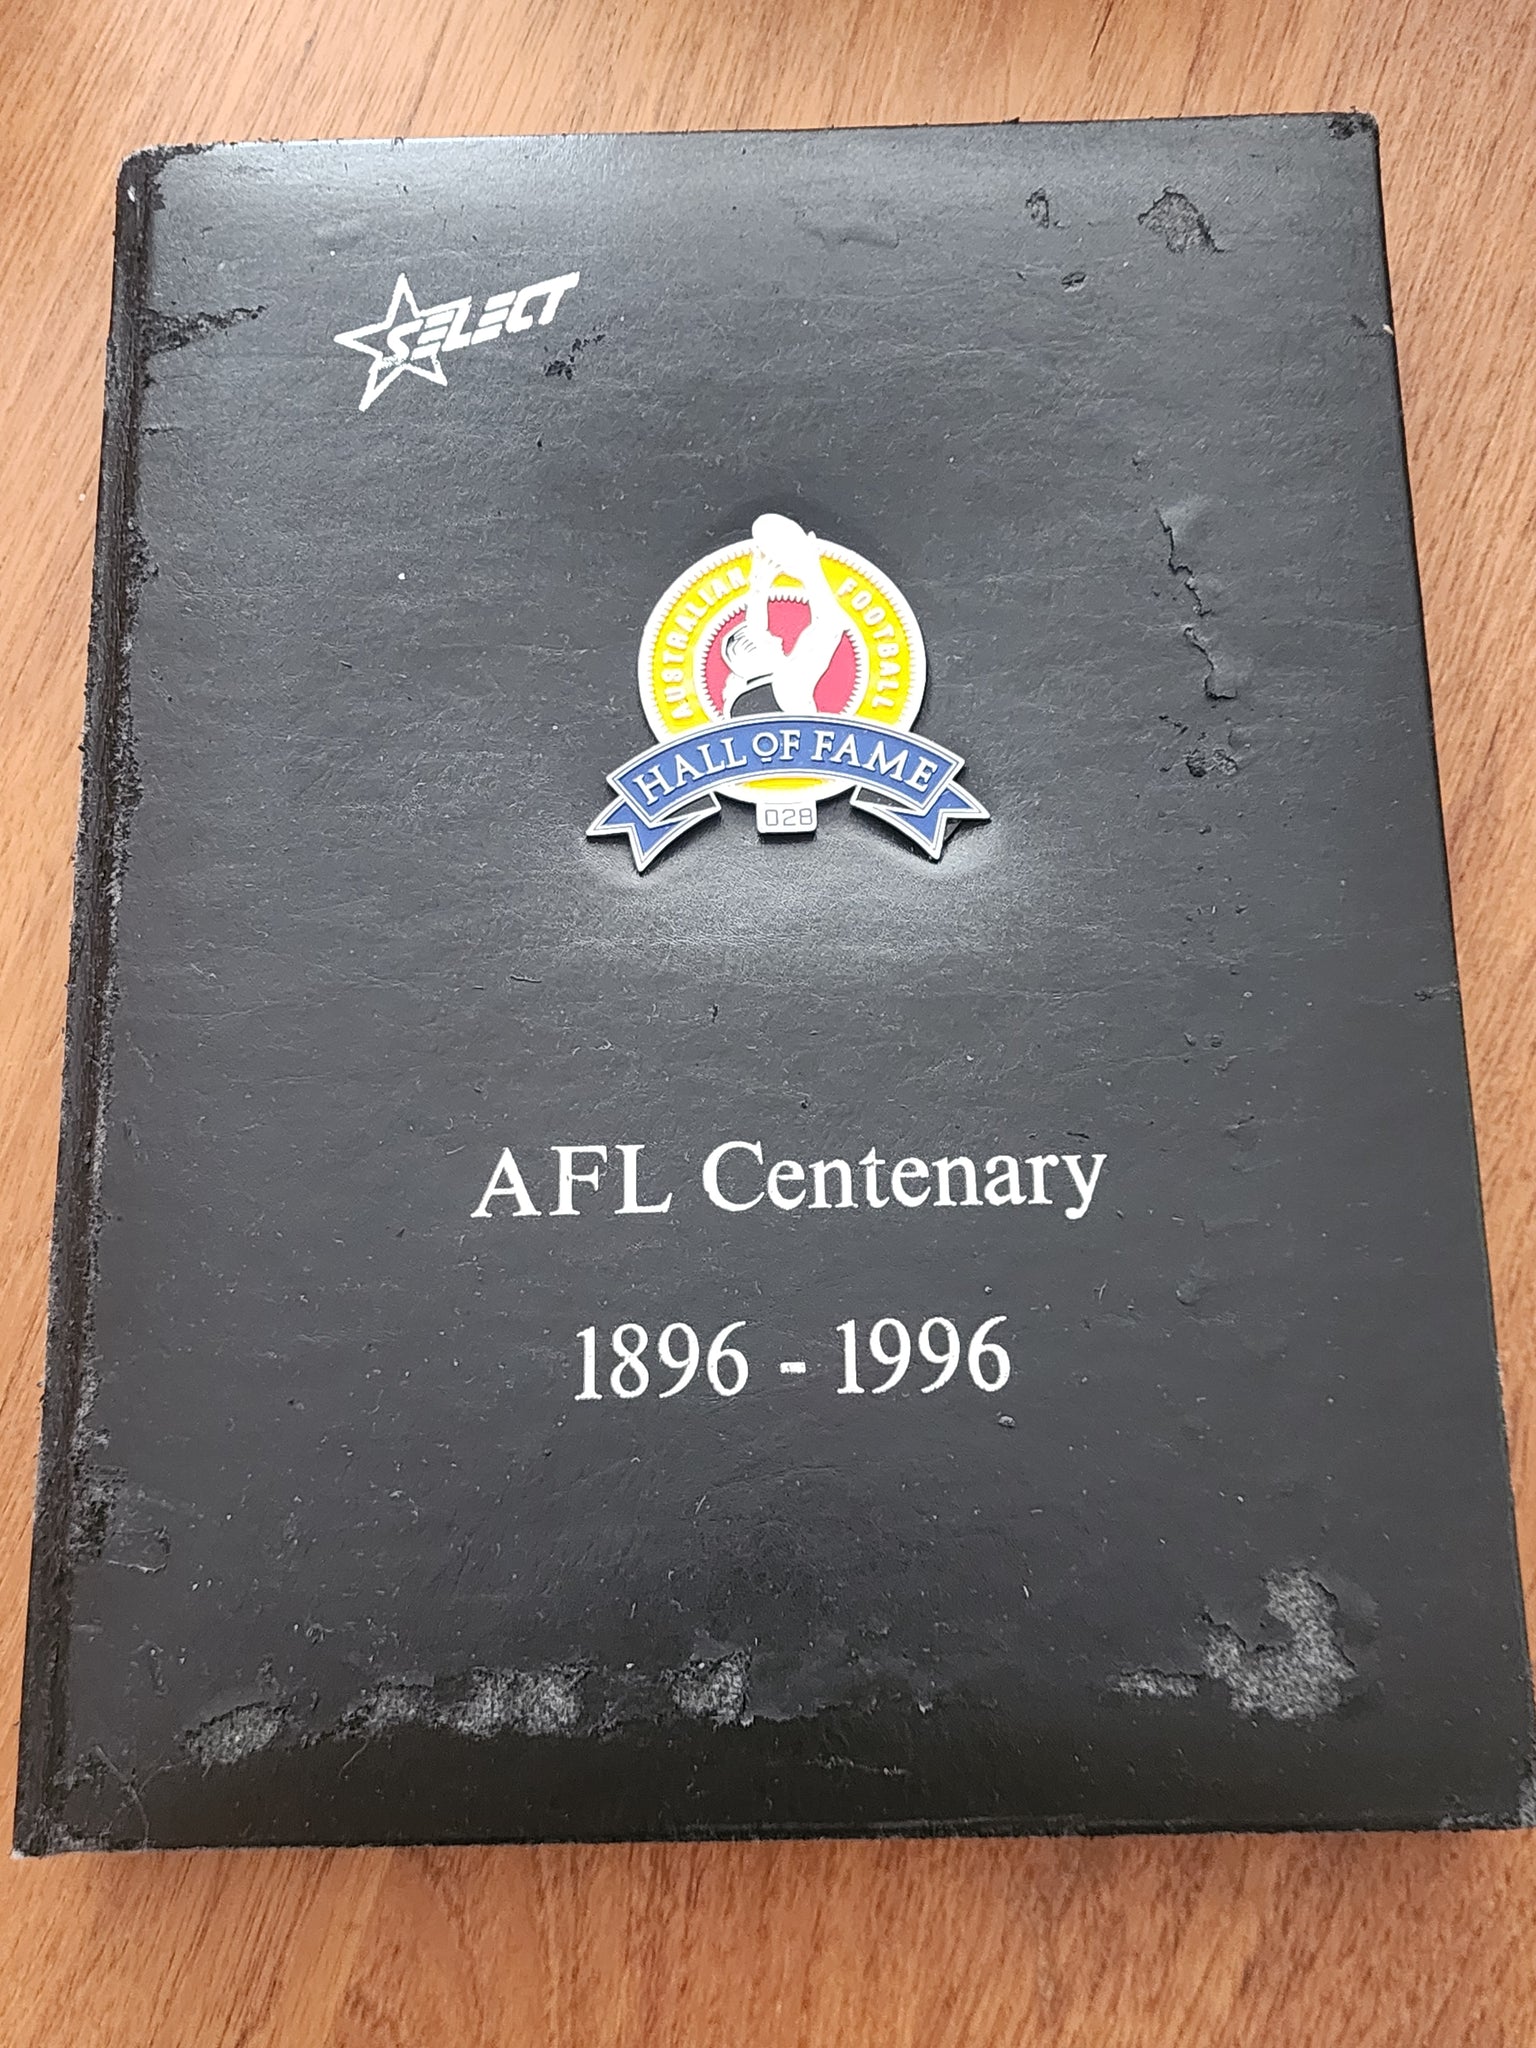 SELECT
AUSTRALIAN FOOTBALL
HALL OF FAME
028
AFL Centenary
1896 - 1996